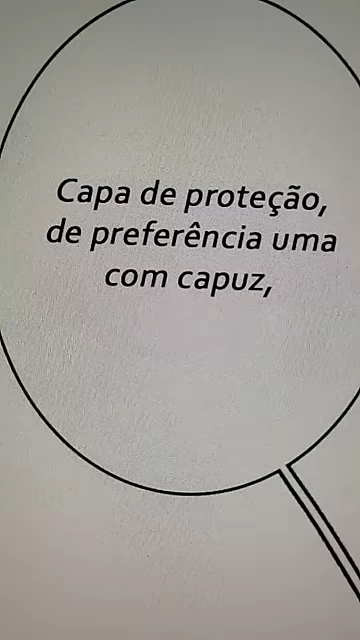 Capa de proteção,
de preferência uma
com capuz,